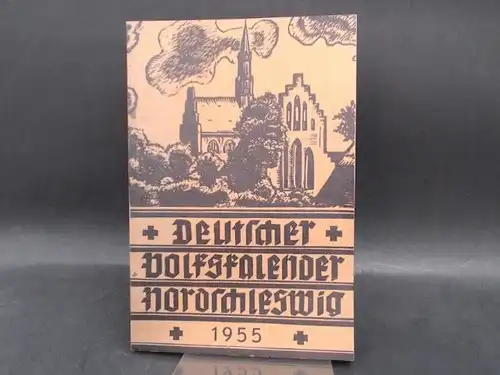 Deutscher
Volkskalender
Nordschleswig
1955